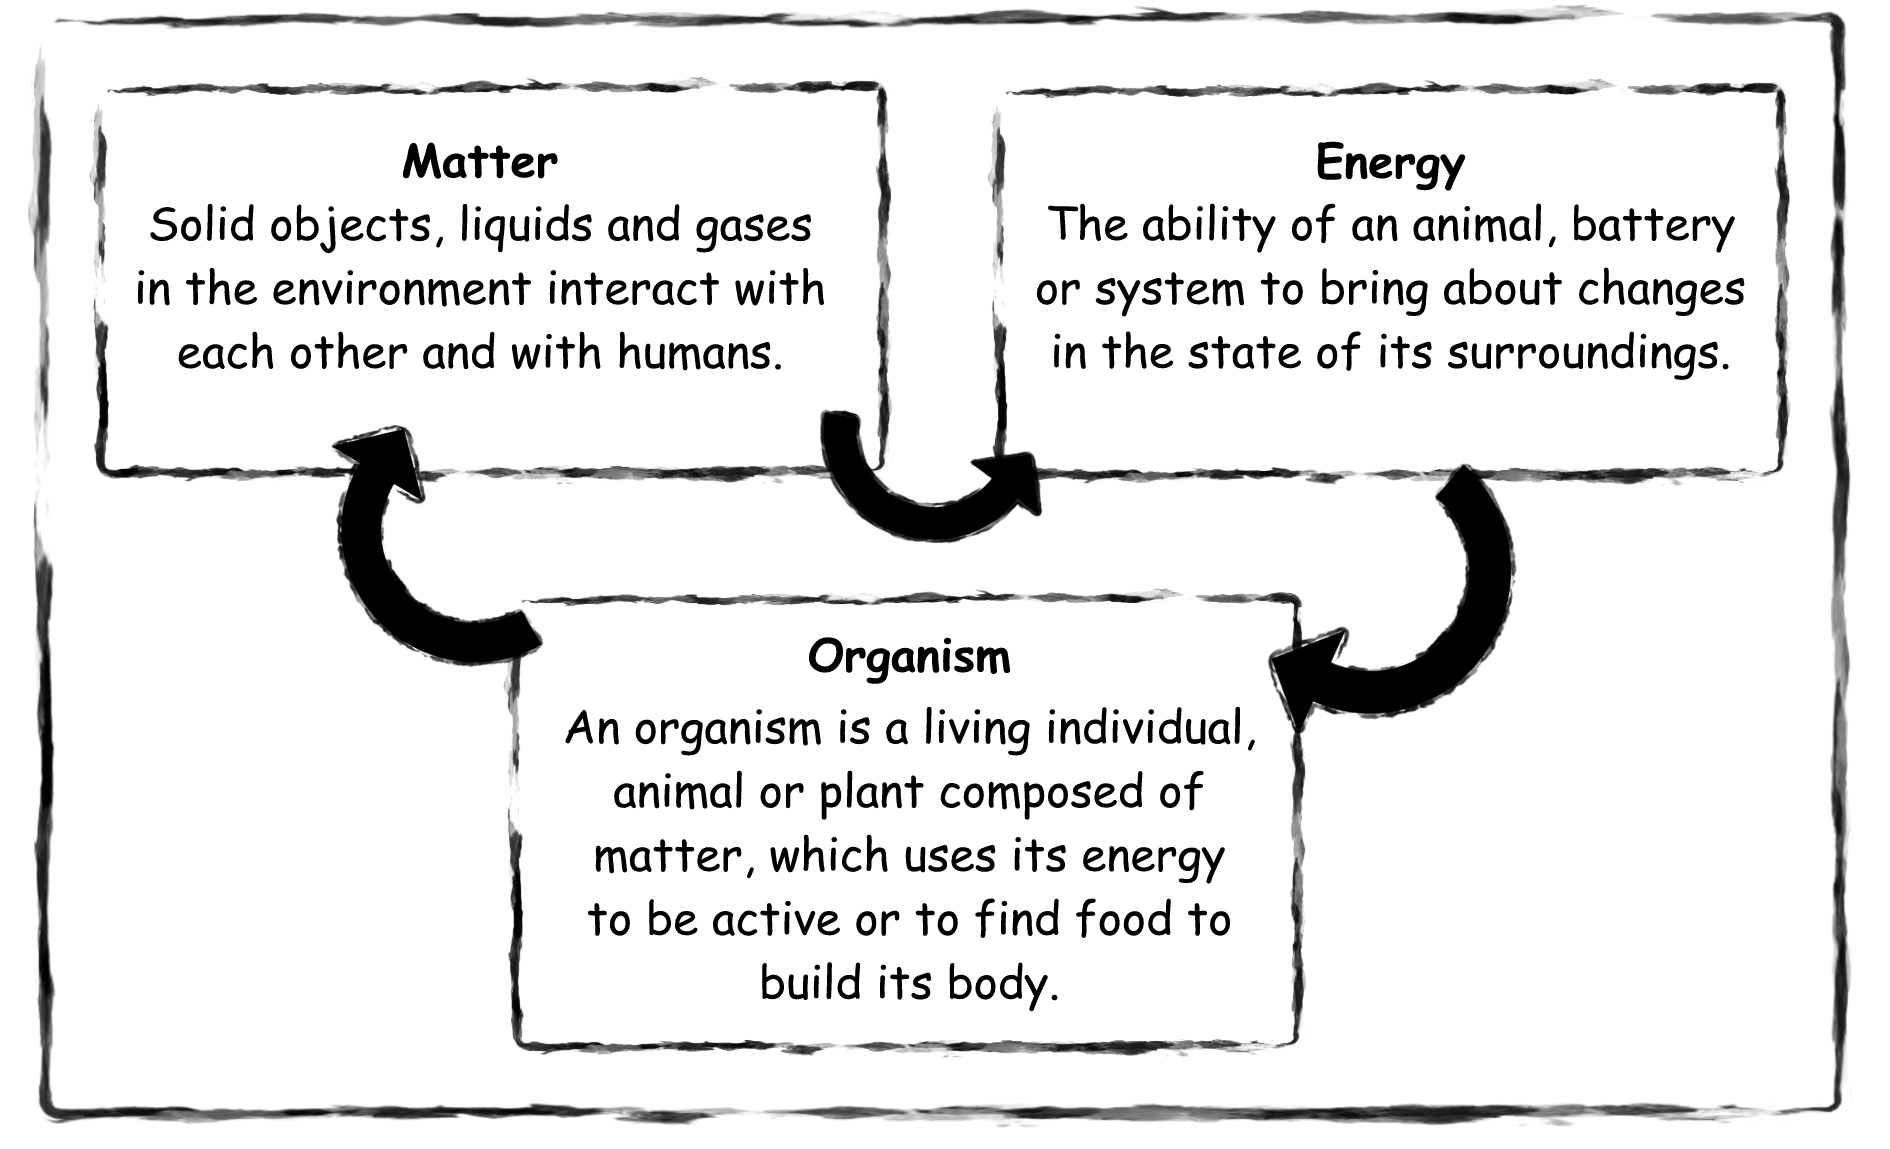 Matter
Solid objects, liquids and gases
in the environment interact with
each other and with humans.
Energy
The ability of an animal, battery
or system to bring about changes
in the state of its surroundings.
Organism
An organism is a living individual,
animal or plant composed of
matter, which uses its energy
to be active or to find food to
build its body.